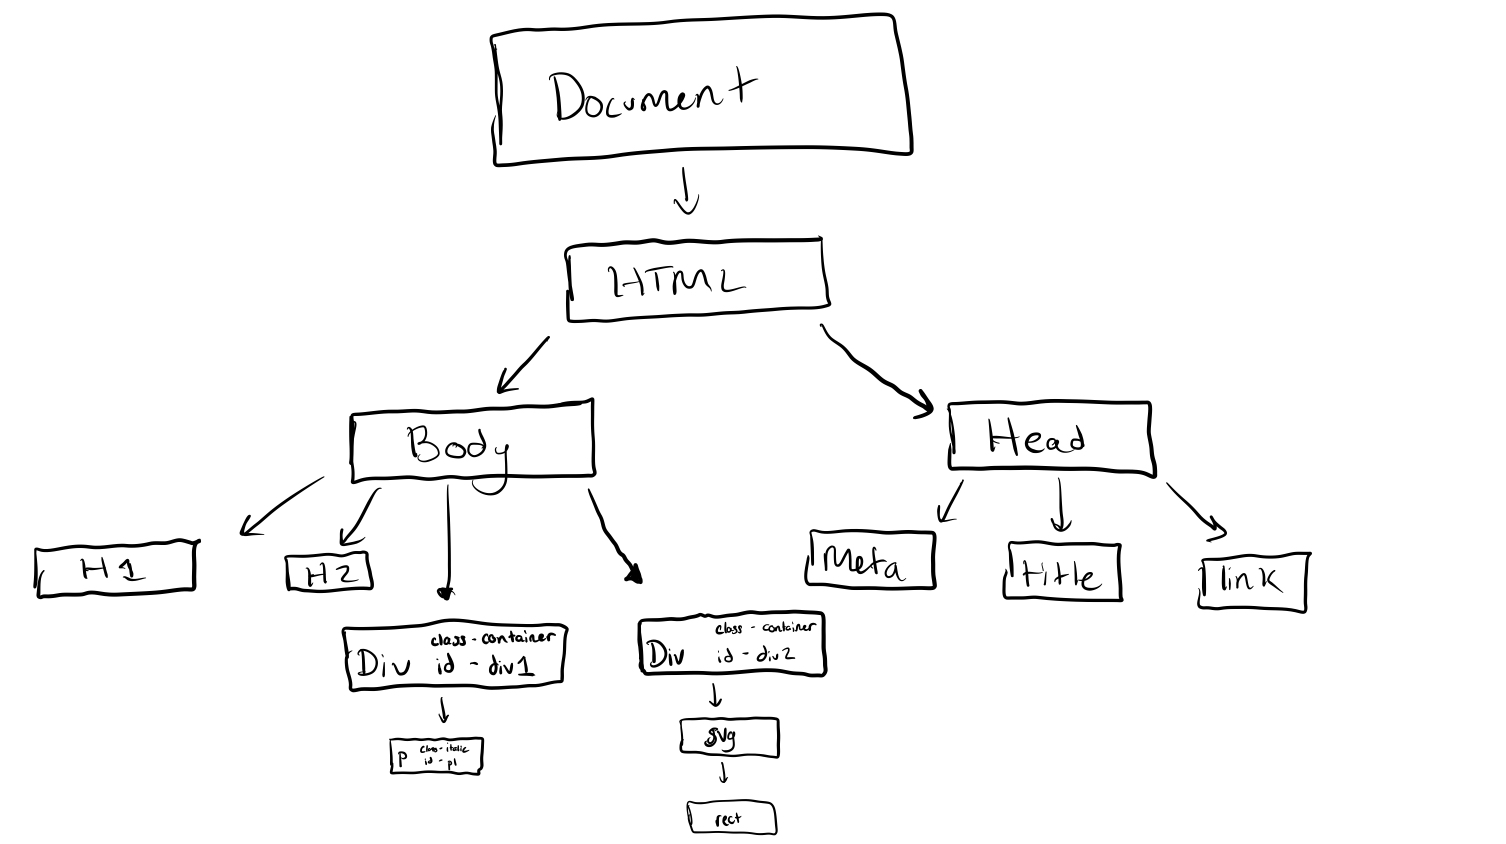 Document
HTML
Body
Head
H1
H2
Meta
title
link
Div
class-container
id - div1
Div
class - container
id - div2
p
class-italic
id - p1
svg
rect